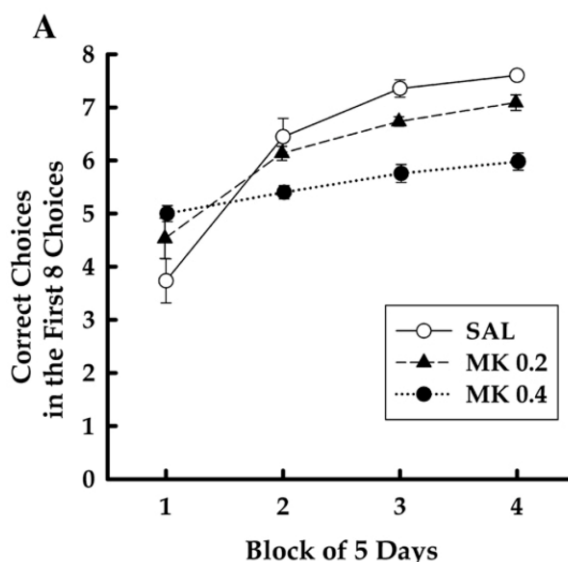 A
Correct Choices
in the First 8 Choices
8
7
6
5
4
3
2
1
0
SAL
MK 0.2
MK 0.4
1 2 3 4
Block of 5 Days